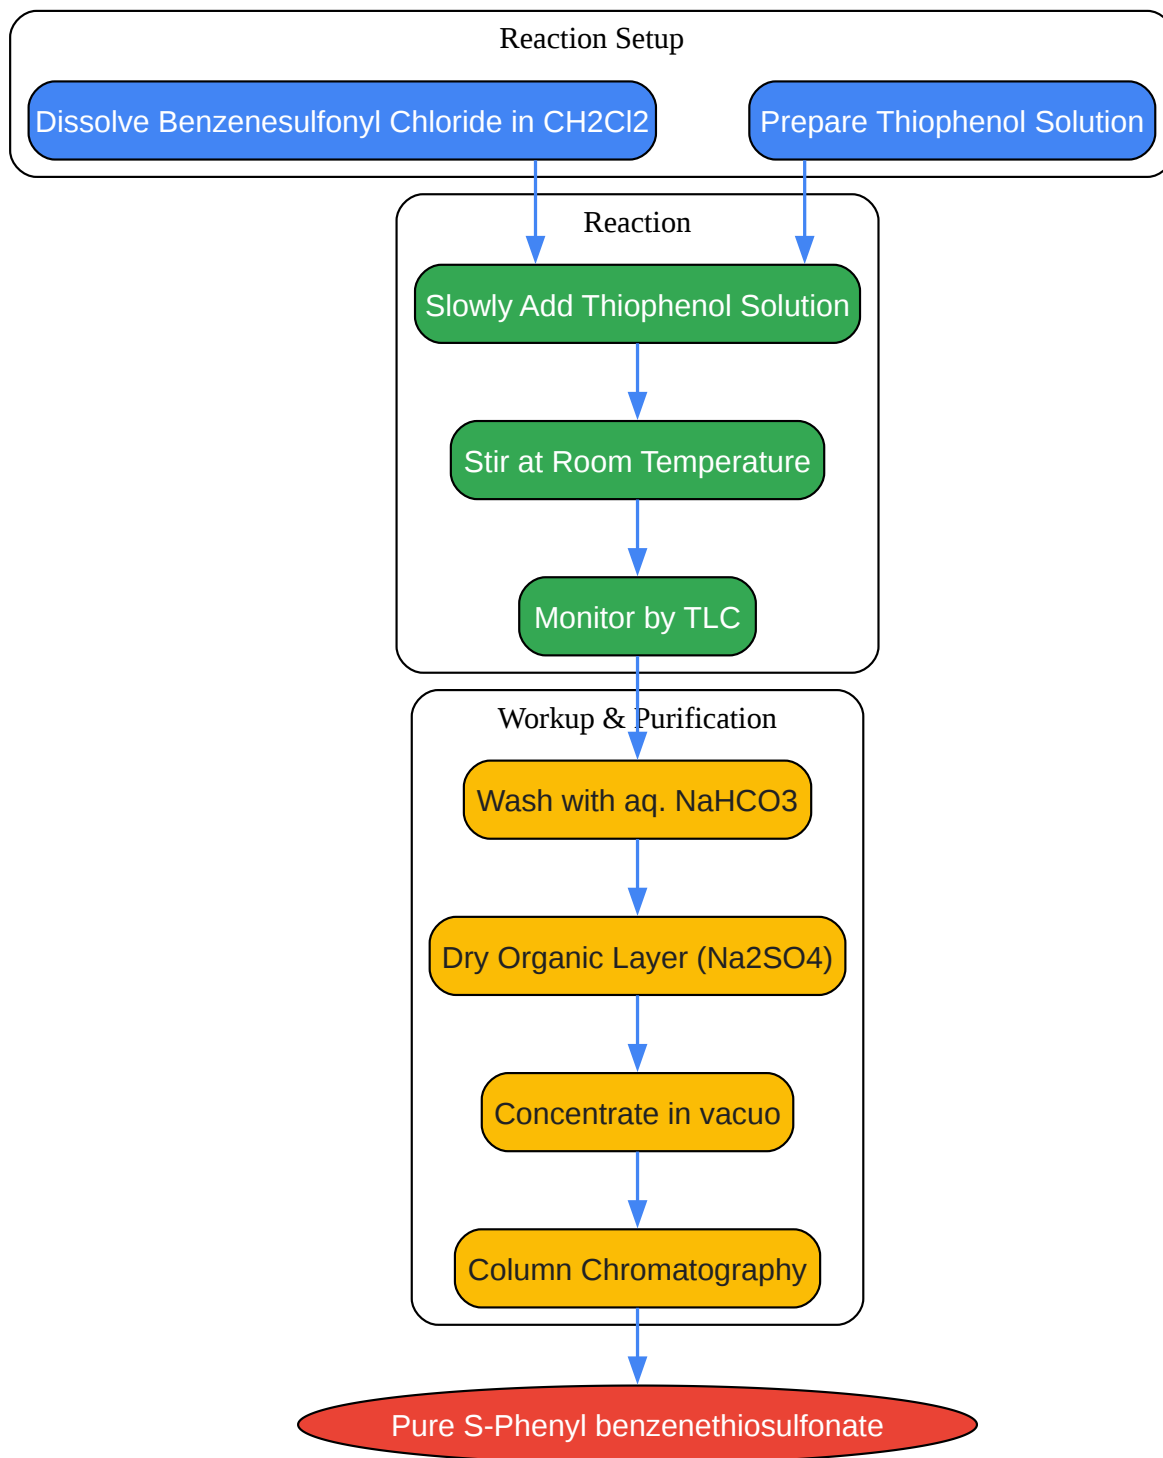 Reaction Setup
Dissolve Benzenesulfonyl Chloride in CH2Cl2
Prepare Thiophenol Solution
Reaction
Slowly Add Thiophenol Solution
Stir at Room Temperature
Monitor by TLC
Workup & Purification
Wash with aq. NaHCO3
Dry Organic Layer (Na2SO4)
Concentrate in vacuo
Column Chromatography
Pure S-Phenyl benzenethiosulfonate